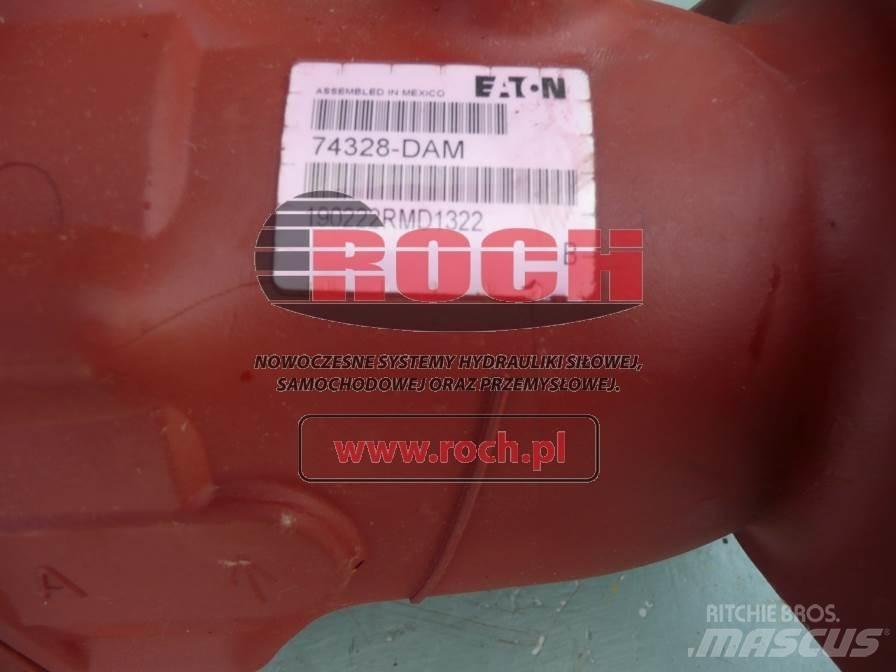 ASSEMBLED IN MEXICO
EATON
74328-DAM
190222RMD1322
B
ROCH
NOWOCZESNE SYSTEMY HYDRAULIKI SIŁOWEJ,
SAMOCHODOWEJ ORAZ PRZEMYSŁOWEJ.
www.roch.pl
A
RITCHIE BROS.
MASCUS